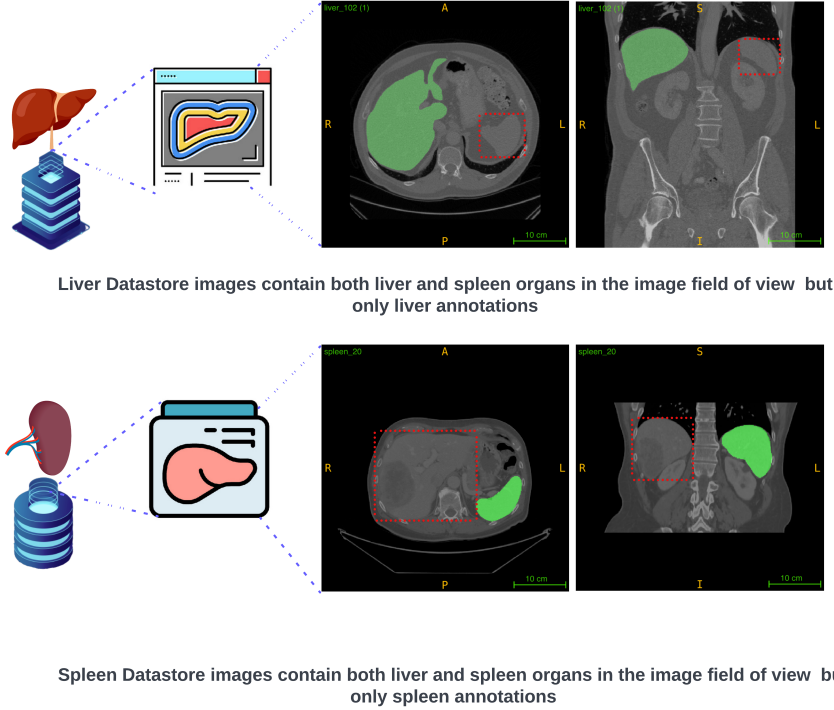 liver_102 (1)
A
R
L
P
10 cm
liver_102 (1)
S
R
L
I
10 cm
Liver Datastore images contain both liver and spleen organs in the image field of view  but
only liver annotations
spleen_20
A
R
L
P
10 cm
spleen_20
S
R
L
I
10 cm
Spleen Datastore images contain both liver and spleen organs in the image field of view
only spleen annotations